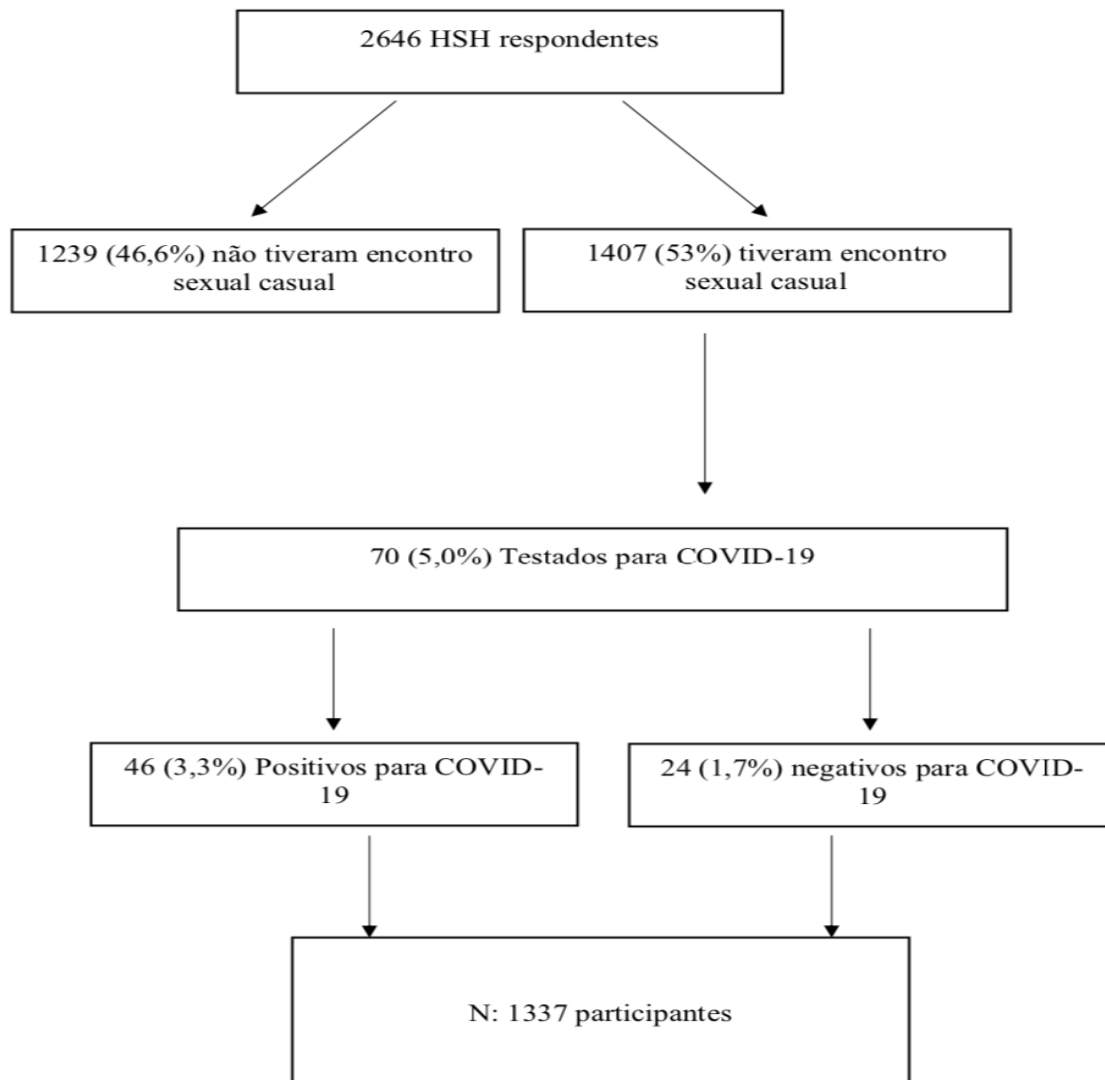 2646 HSH respondentes
1239 (46,6%) não tiveram encontro
sexual casual
1407 (53%) tiveram encontro
sexual casual
70 (5,0%) Testados para COVID-19
46 (3,3%) Positivos para COVID-
19
24 (1,7%) negativos para COVID-
19
N: 1337 participantes